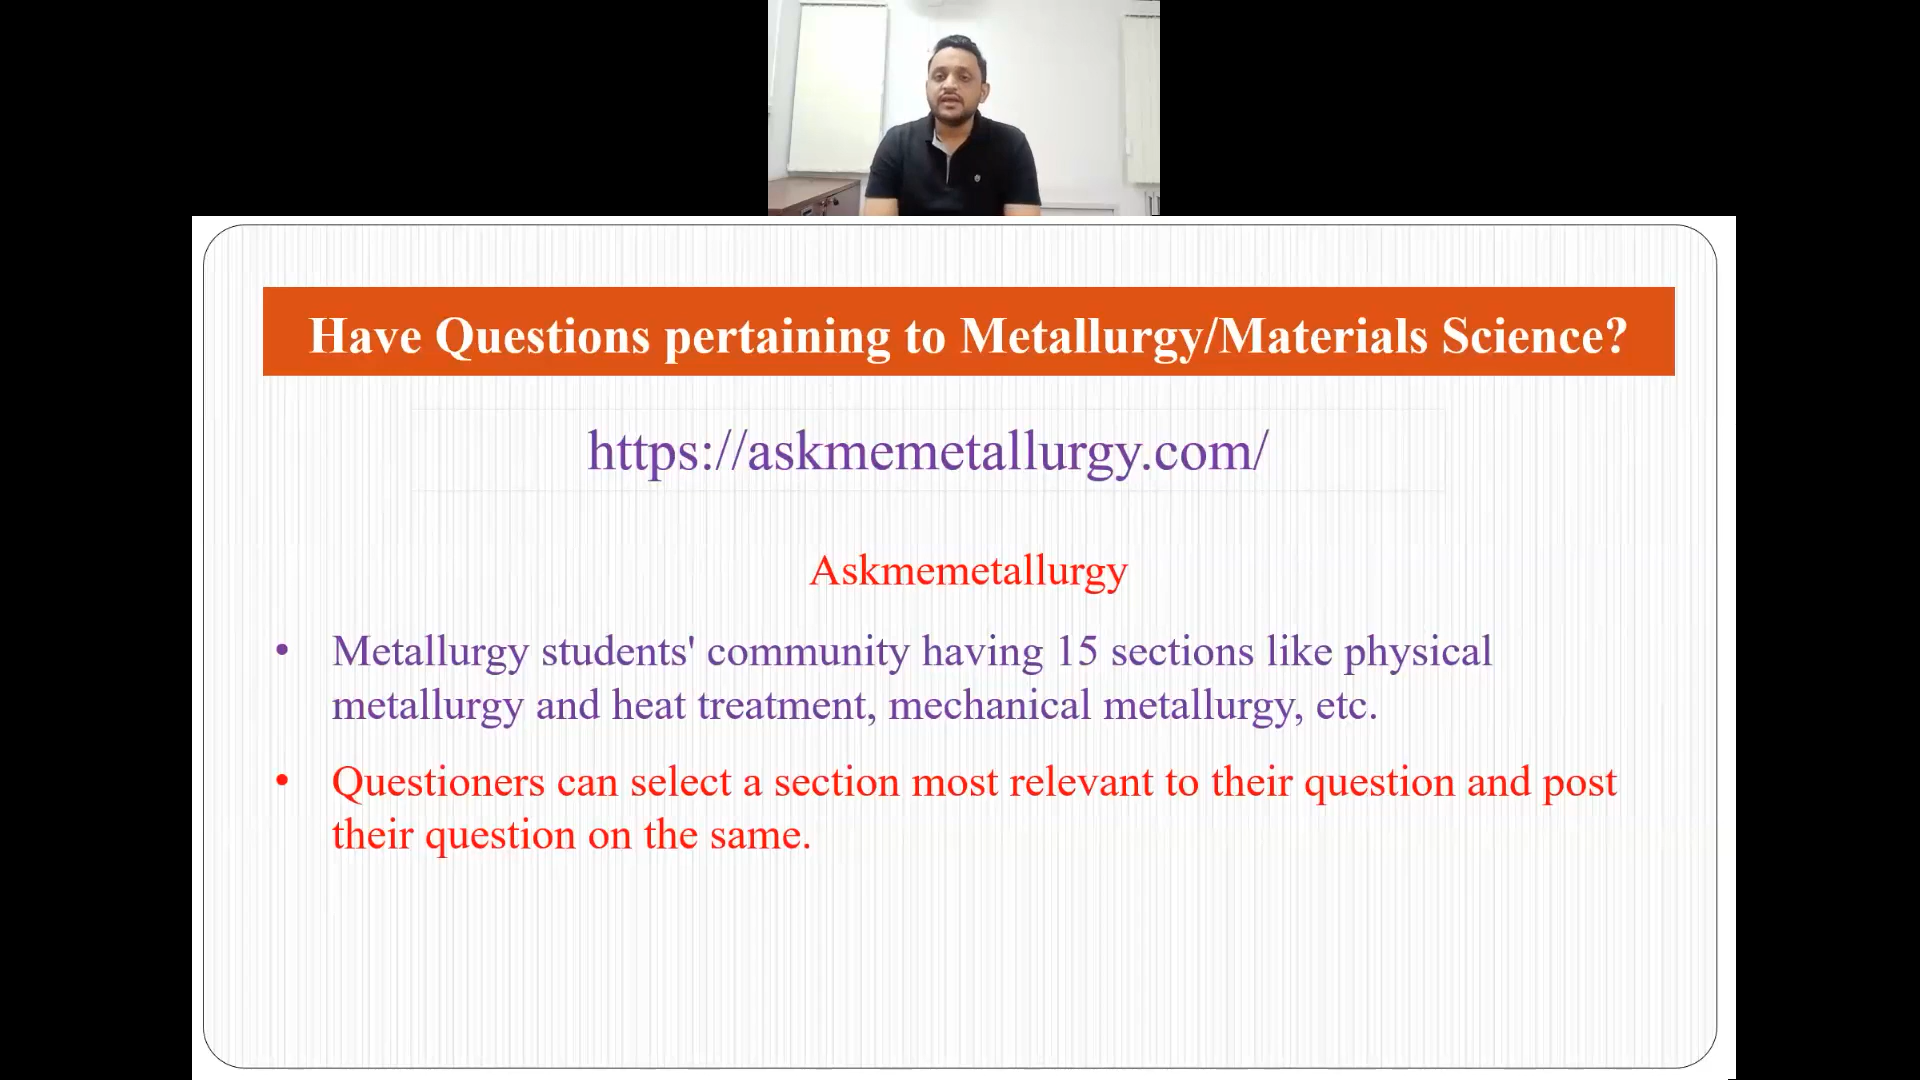 Have Questions pertaining to Metallurgy/Materials Science?
https://askmemetallurgy.com/
Askmemetallurgy
• Metallurgy students' community having 15 sections like physical
metallurgy and heat treatment, mechanical metallurgy, etc.
• Questioners can select a section most relevant to their question and post
their question on the same.